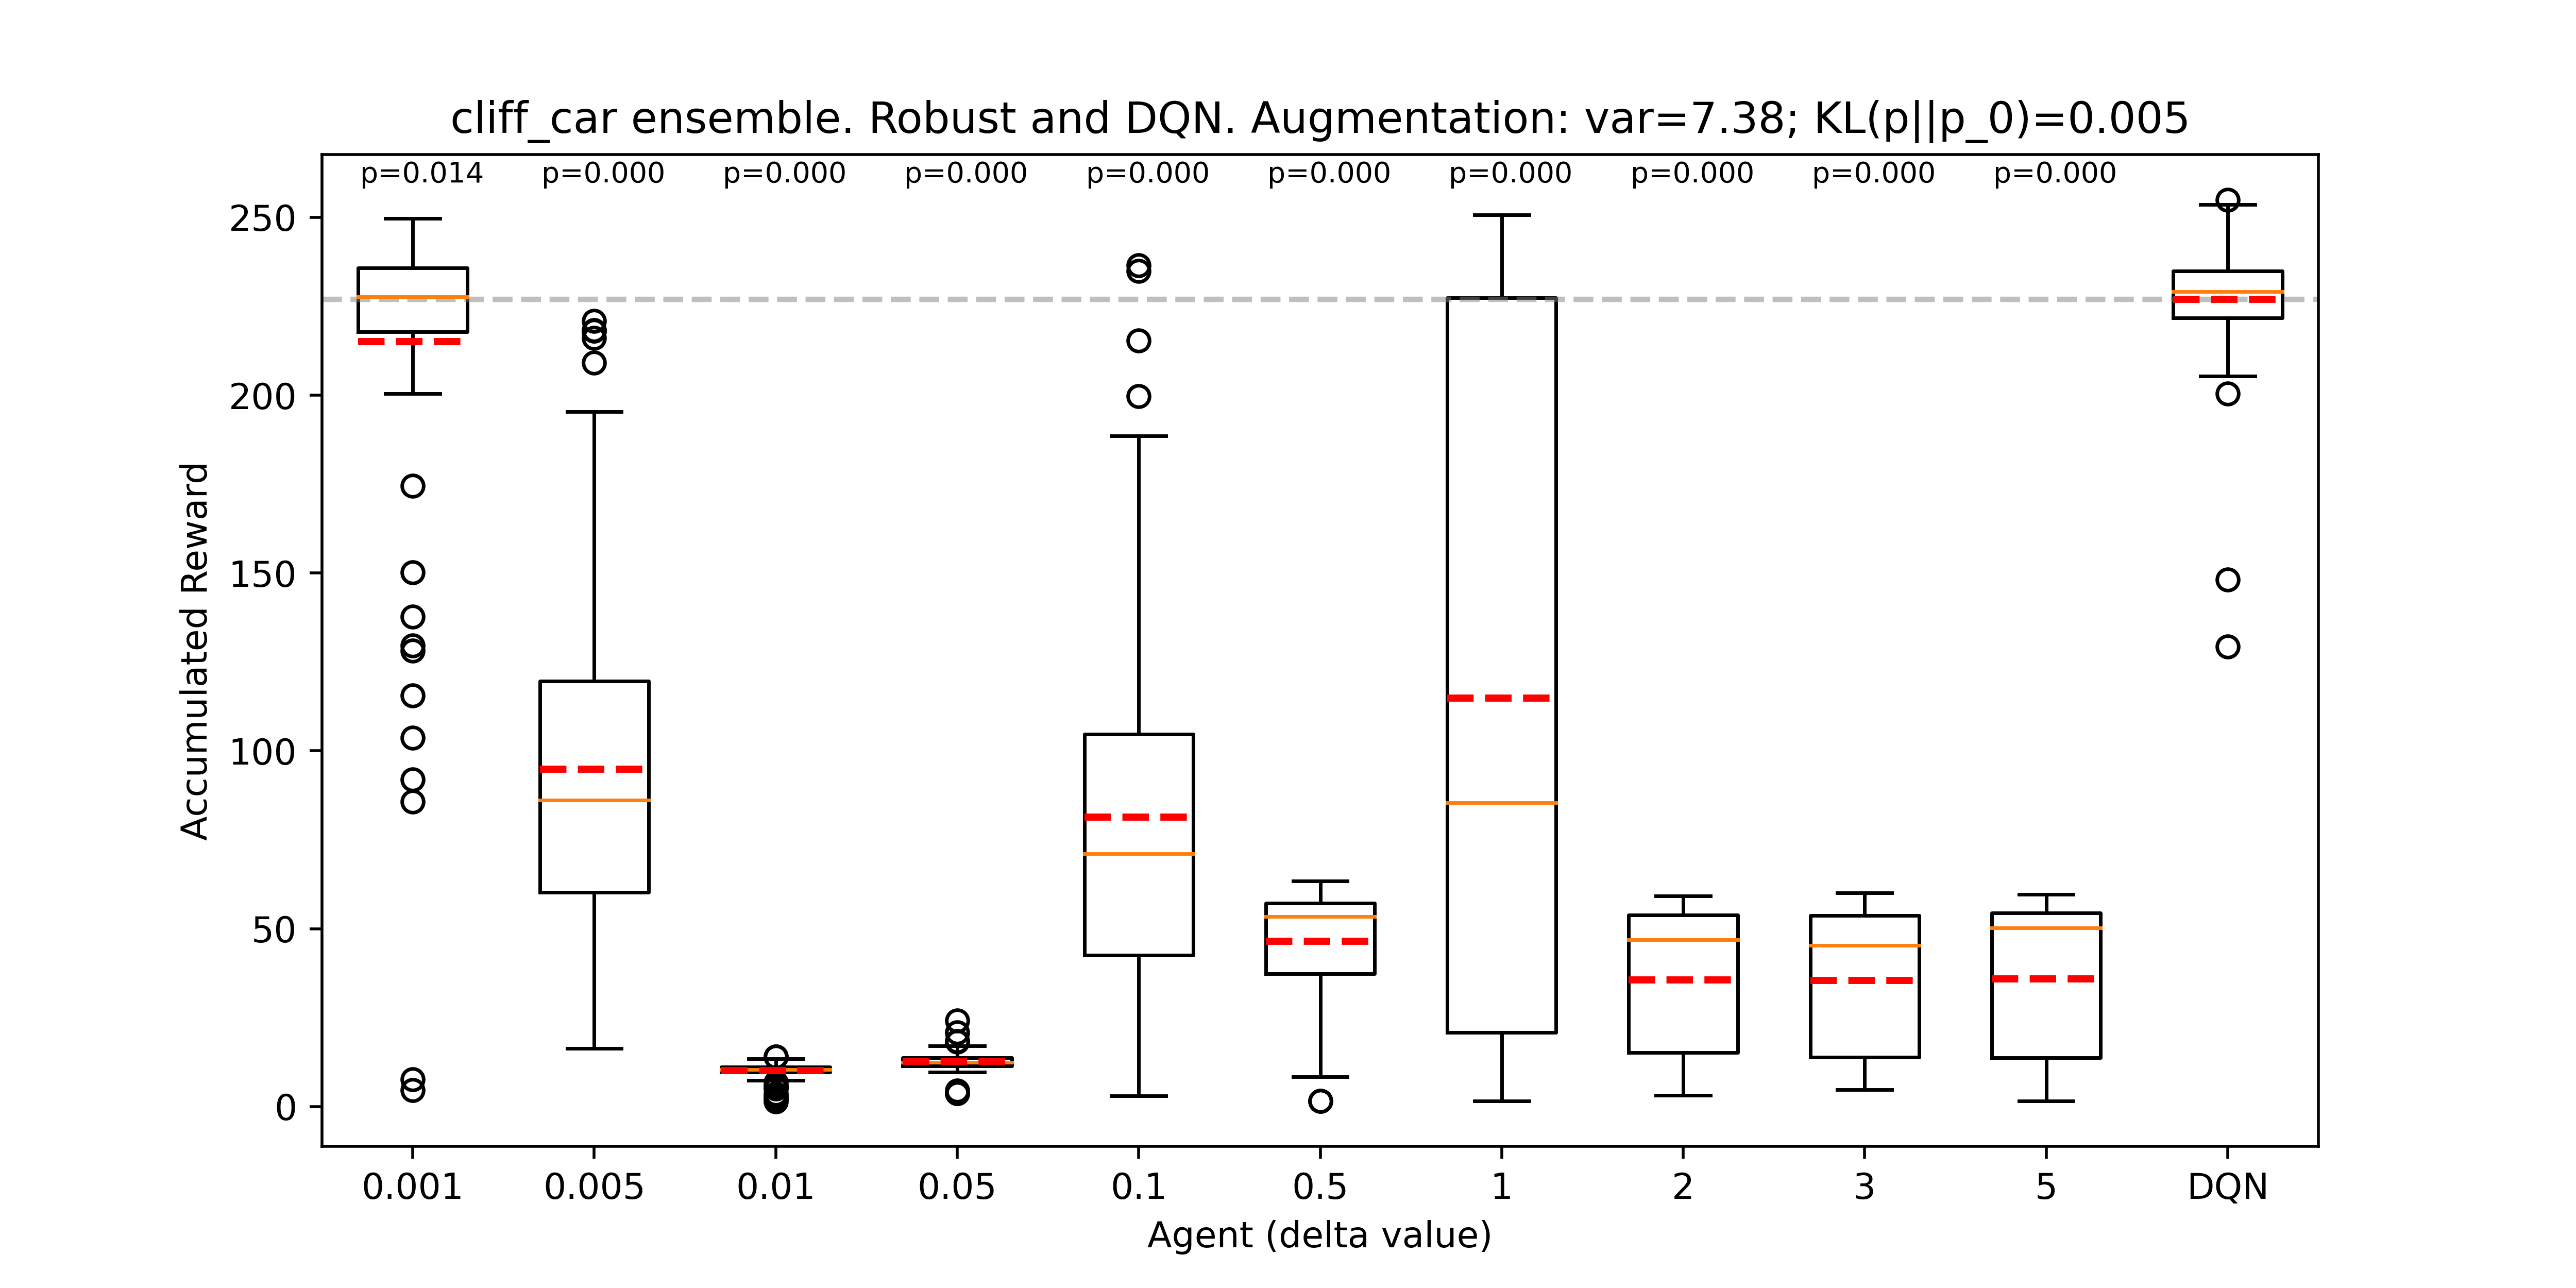 cliff_car ensemble. Robust and DQN. Augmentation: var=7.38; KL(p||p_0)=0.005
p=0.014 p=0.000 p=0.000 p=0.000 p=0.000 p=0.000 p=0.000 p=0.000 p=0.000 p=0.000
Accumulated Reward
250
200
150
100
50
0
0.001 0.005 0.01 0.05 0.1 0.5 1 2 3 5 DQN
Agent (delta value)